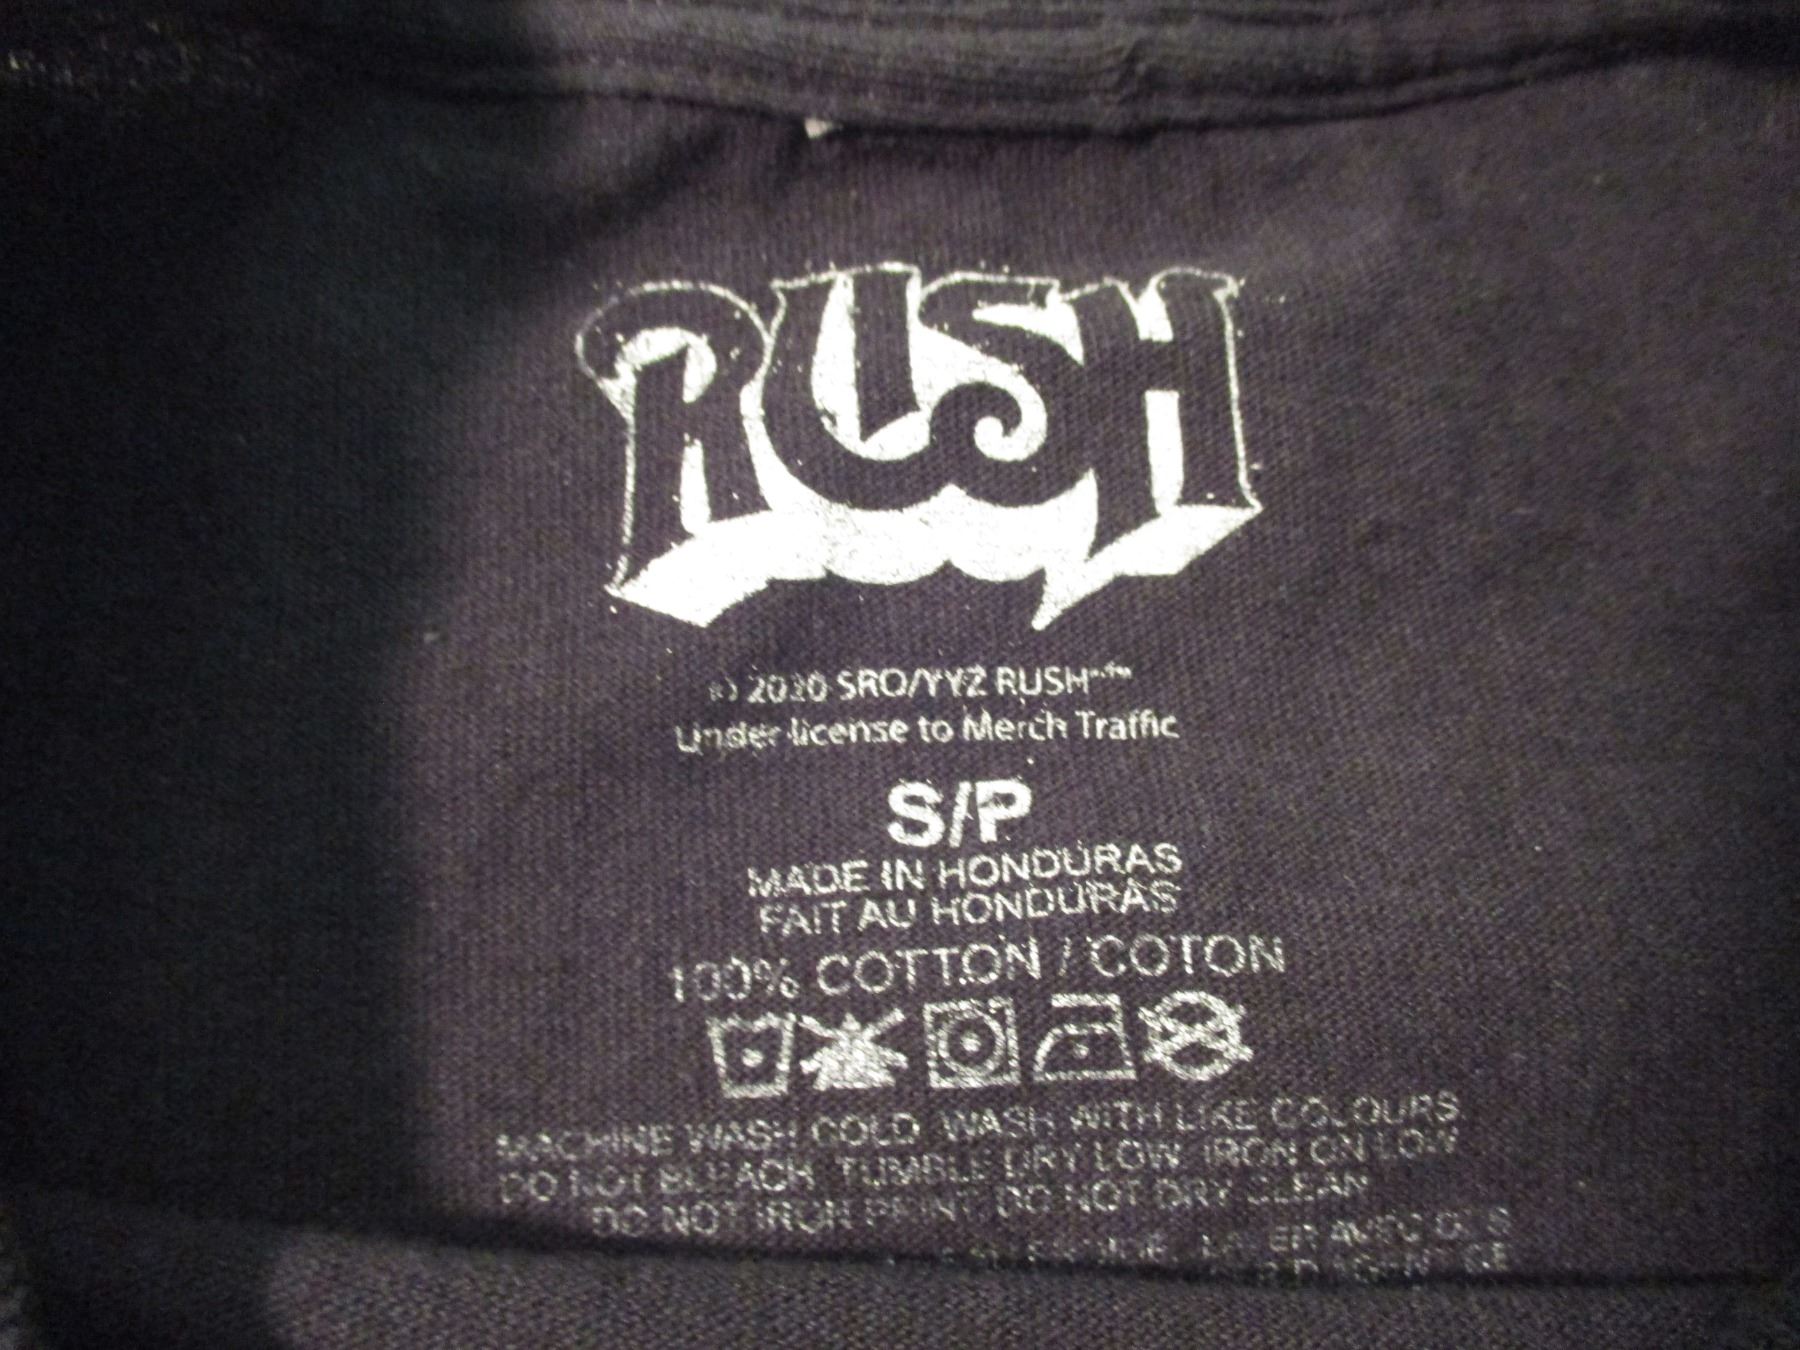 RUSH
© 2020 SRO/YYZ RUSH™
Under license to Merch Traffic
S/P
MADE IN HONDURAS
FAIT AU HONDURAS
100% COTTON / COTON
MACHINE WASH COLD WASH WITH LIKE COLOURS
DO NOT BLEACH TUMBLE DRY LOW IRON ON LOW
DO NOT IRON PRINT DO NOT DRY CLEAN
AVEC DES